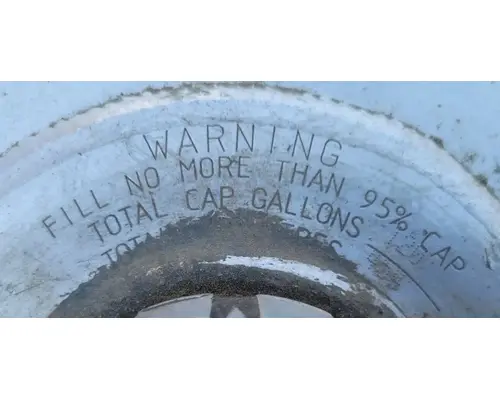 WARNING
FILL NO MORE THAN 95% CAP
TOTAL CAP GALLONS